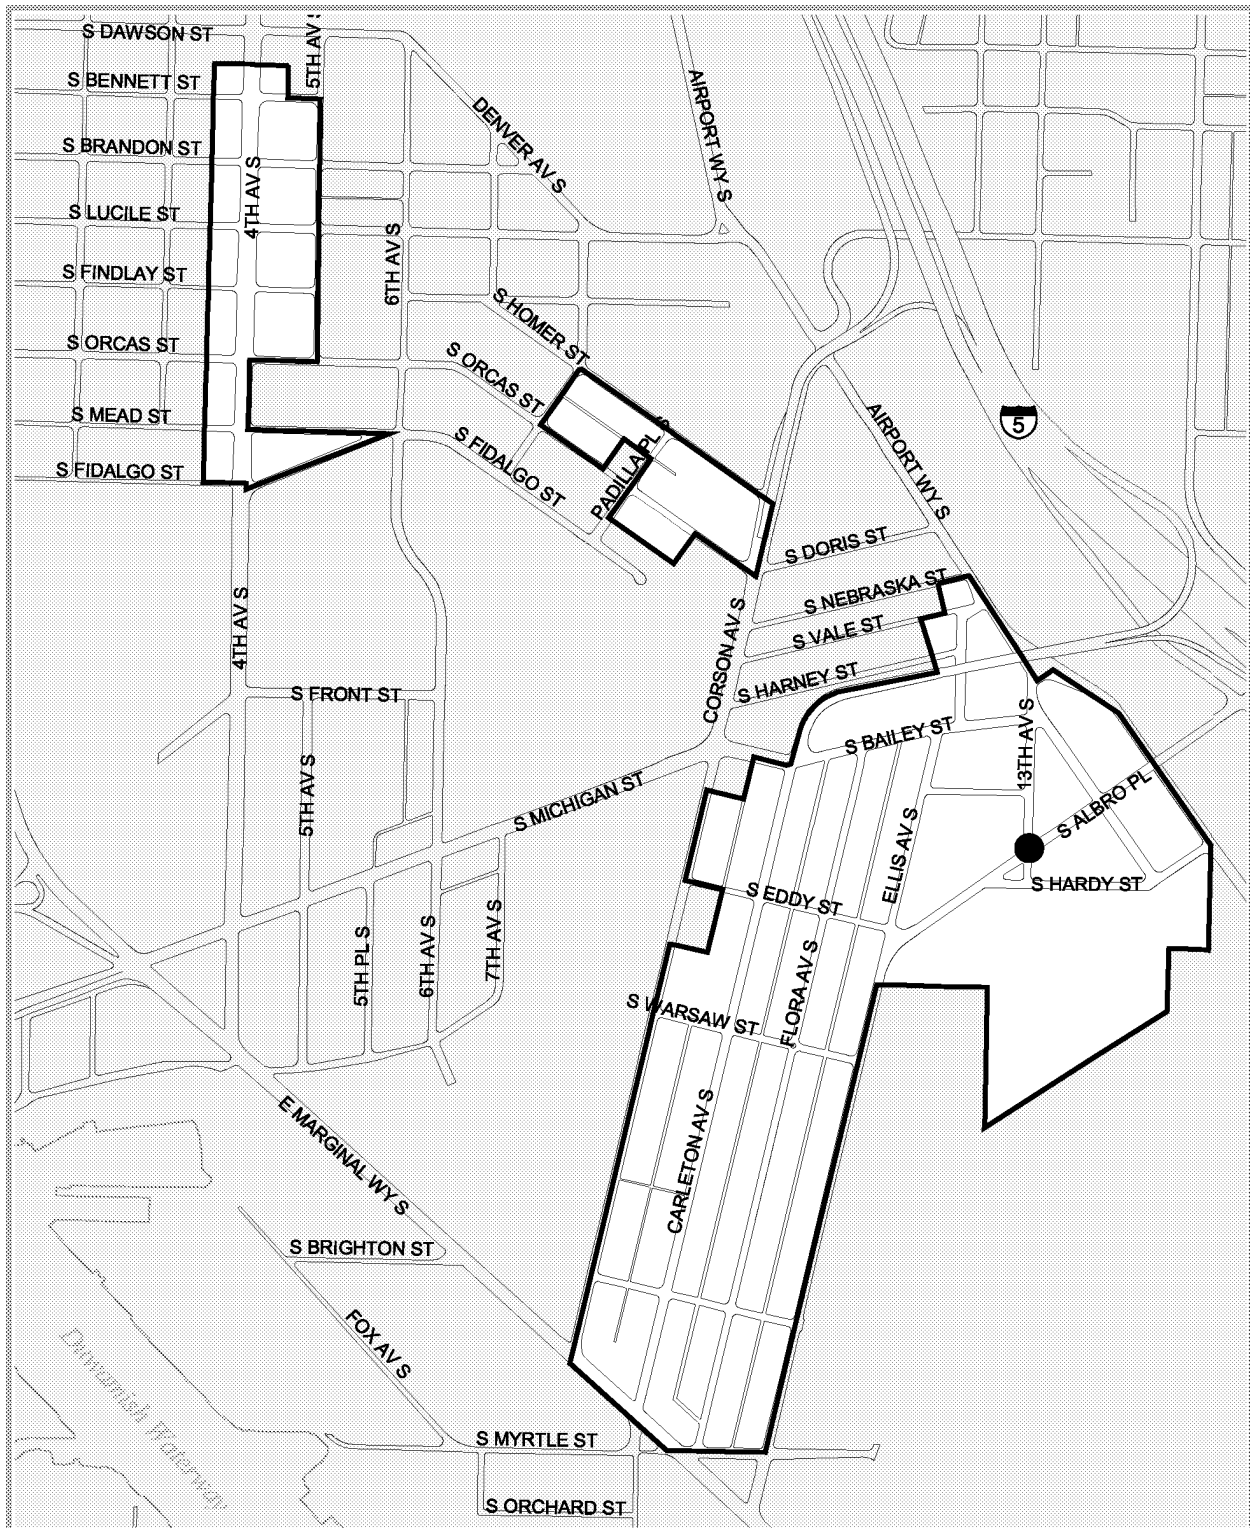 S DAWSON ST
5TH AV S
S BENNETT ST
AIRPORT WY S
DENVER AV S
S BRANDON ST
4TH AV S
S LUCILE ST
6TH AV S
S FINDLAY ST
S HOMER ST
S ORCAS ST
S ORCAS ST
S MEAD ST
5
AIRPORT WY S
S FIDALGO ST
S FIDALGO ST
PADILLA PL S
S DORIS ST
S NEBRASKA ST
4TH AV S
S VALE ST
CORSON AV S
S HARNEY ST
S FRONT ST
S BAILEY ST
13TH AV S
5TH AV S
S MICHIGAN ST
S ALBRO PL
ELLIS AV S
S HARDY ST
S EDDY ST
5TH PL S
6TH AV S
7TH AV S
FLORA AV S
S WARSAW ST
E MARGINAL WY S
CARLETON AV S
S BRIGHTON ST
FOX AV S
Duwamish Waterway
S MYRTLE ST
S ORCHARD ST